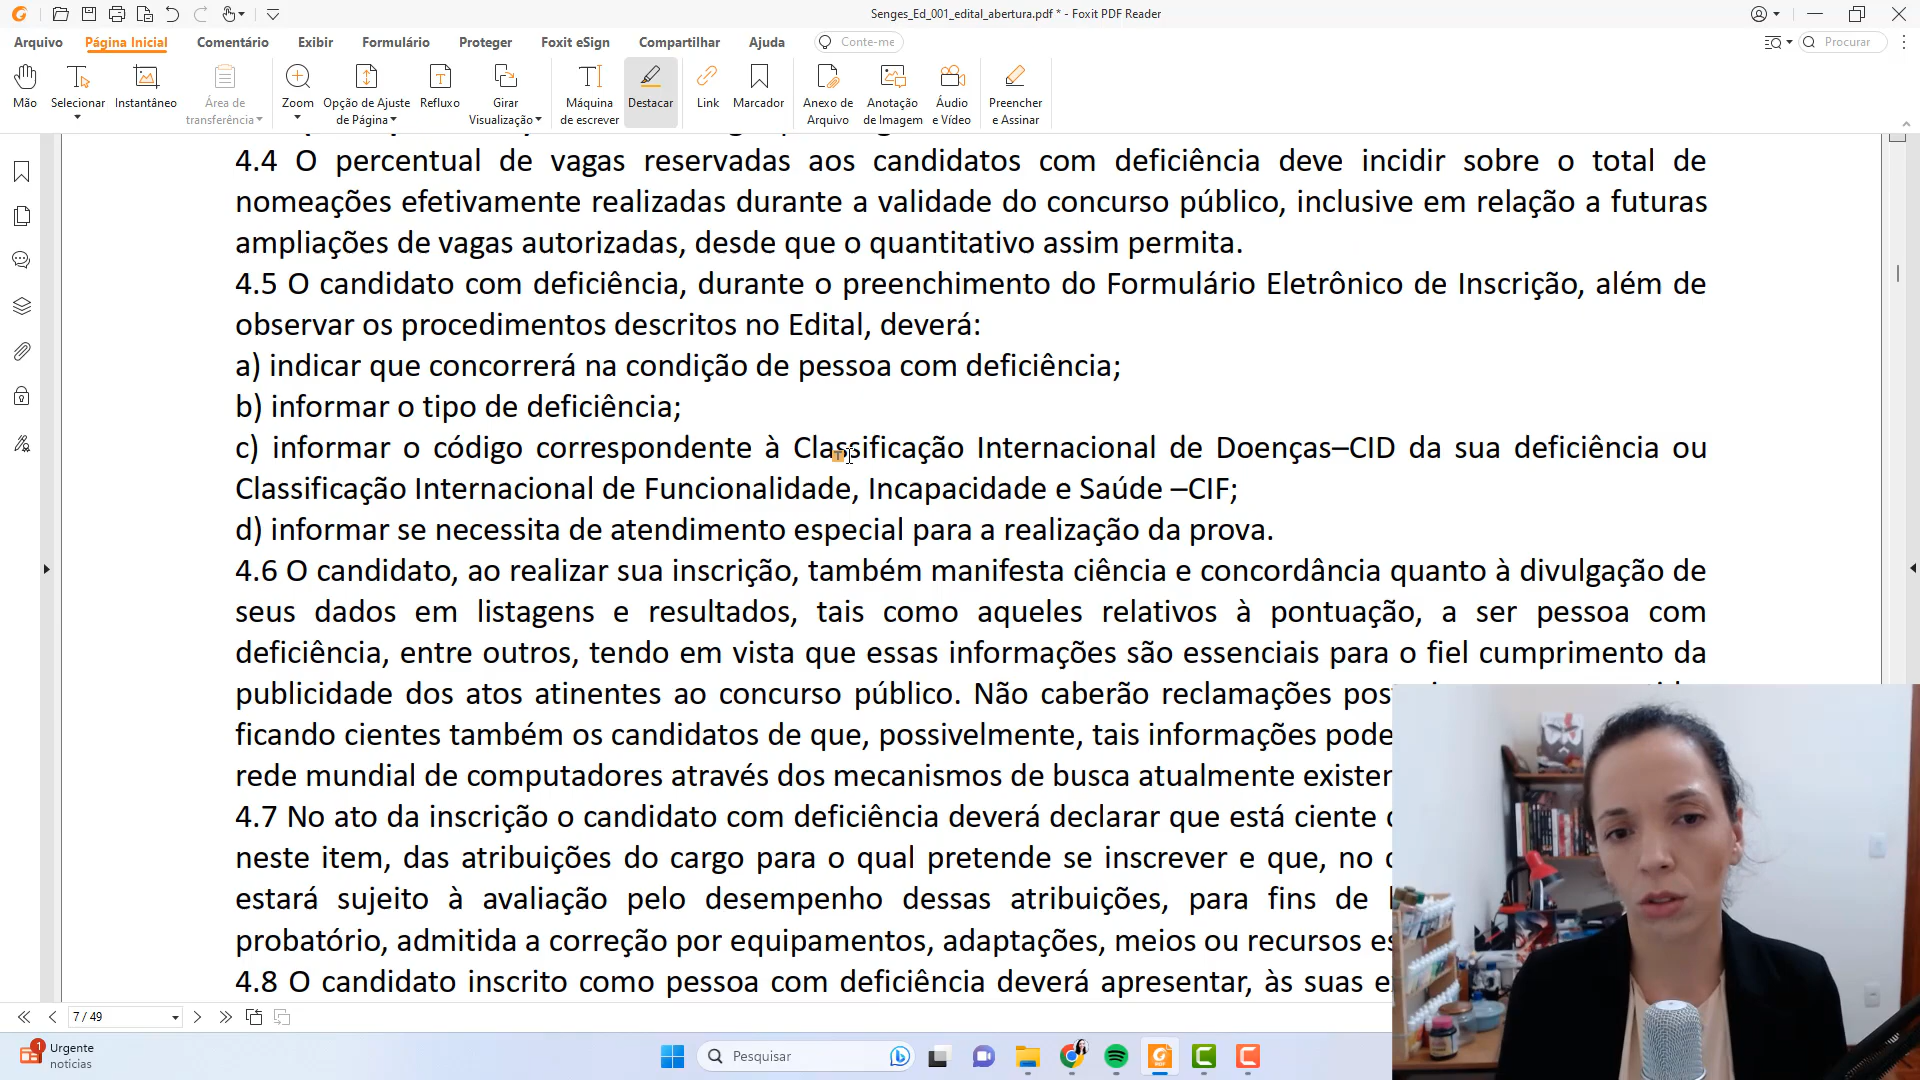 Senges_Ed_001_edital_abertura.pdf * - Foxit PDF Reader
Arquivo Página Inicial Comentário Exibir Formulário Proteger Foxit eSign Compartilhar Ajuda Conte-me Procurar
Mão Selecionar Instantâneo Área de transferência Zoom Opção de Ajuste de Página Refluxo Girar Visualização Máquina de escrever Destacar Link Marcador Anexo de Arquivo Anotação de Imagem Áudio e Vídeo Preencher e Assinar
4.4 O percentual de vagas reservadas aos candidatos com deficiência deve incidir sobre o total de
nomeações efetivamente realizadas durante a validade do concurso público, inclusive em relação a futuras
ampliações de vagas autorizadas, desde que o quantitativo assim permita.
4.5 O candidato com deficiência, durante o preenchimento do Formulário Eletrônico de Inscrição, além de
observar os procedimentos descritos no Edital, deverá:
a) indicar que concorrerá na condição de pessoa com deficiência;
b) informar o tipo de deficiência;
c) informar o código correspondente à Classificação Internacional de Doenças–CID da sua deficiência ou
Classificação Internacional de Funcionalidade, Incapacidade e Saúde –CIF;
d) informar se necessita de atendimento especial para a realização da prova.
4.6 O candidato, ao realizar sua inscrição, também manifesta ciência e concordância quanto à divulgação de
seus dados em listagens e resultados, tais como aqueles relativos à pontuação, a ser pessoa com
deficiência, entre outros, tendo em vista que essas informações são essenciais para o fiel cumprimento da
publicidade dos atos atinentes ao concurso público. Não caberão reclamações
ficando cientes também os candidatos de que, possivelmente, tais informações
rede mundial de computadores através dos mecanismos de busca atualmente
4.7 No ato da inscrição o candidato com deficiência deverá declarar que está ciente
neste item, das atribuições do cargo para o qual pretende se inscrever e que, no
estará sujeito à avaliação pelo desempenho dessas atribuições, para fins de
probatório, admitida a correção por equipamentos, adaptações, meios ou recursos
4.8 O candidato inscrito como pessoa com deficiência deverá apresentar, às suas
7 / 49
1
Urgente
notícias
Pesquisar